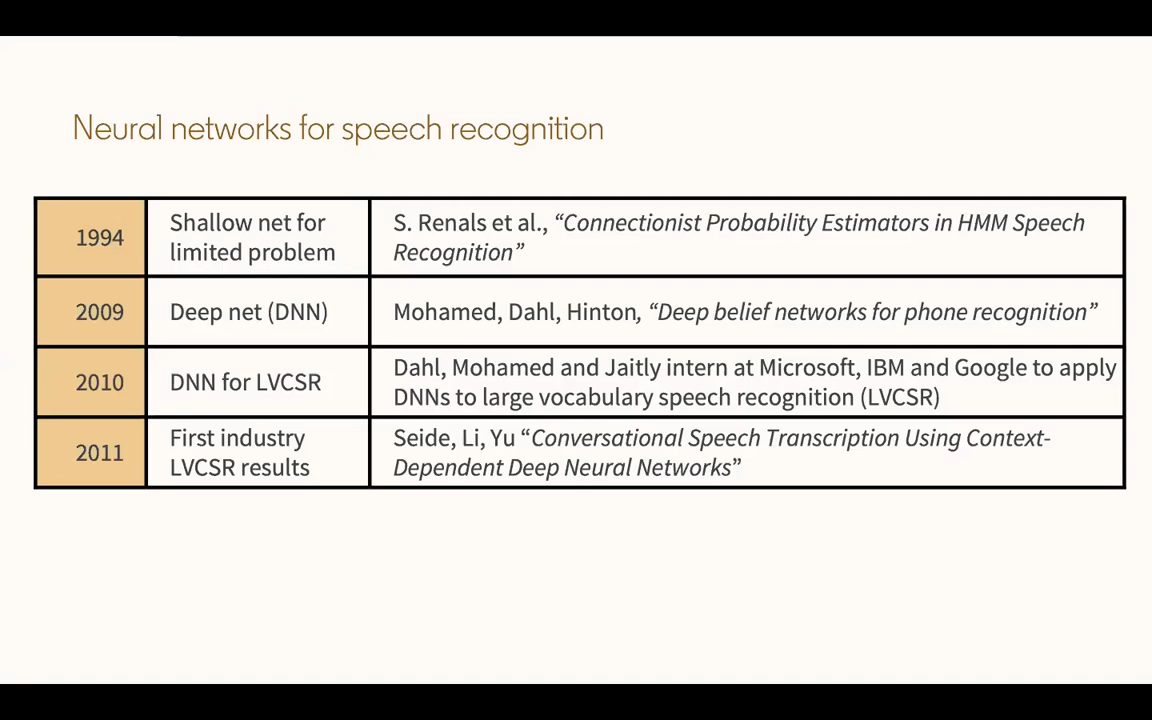 Neural networks for speech recognition
1994
Shallow net for
limited problem
S. Renals et al., “Connectionist Probability Estimators in HMM Speech
Recognition”
2009
Deep net (DNN)
Mohamed, Dahl, Hinton, “Deep belief networks for phone recognition”
2010
DNN for LVCSR
Dahl, Mohamed and Jaitly intern at Microsoft, IBM and Google to apply
DNNs to large vocabulary speech recognition (LVCSR)
2011
First industry
LVCSR results
Seide, Li, Yu “Conversational Speech Transcription Using Context-
Dependent Deep Neural Networks”